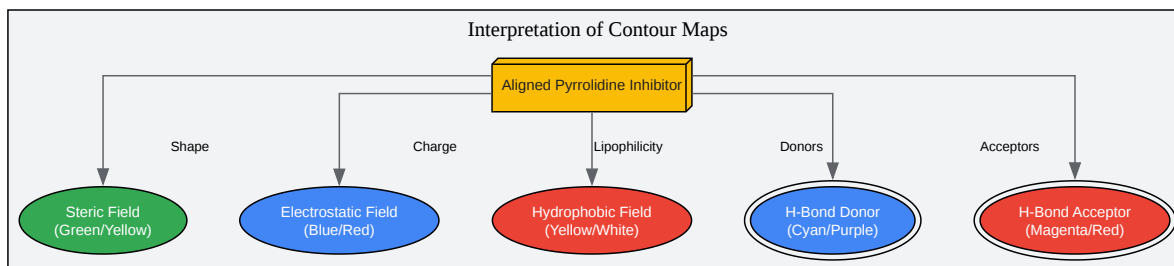 Interpretation of Contour Maps
Aligned Pyrrolidine Inhibitor
Shape
Charge
Lipophilicity
Donors
Acceptors
Steric Field
(Green/Yellow)
Electrostatic Field
(Blue/Red)
Hydrophobic Field
(Yellow/White)
H-Bond Donor
(Cyan/Purple)
H-Bond Acceptor
(Magenta/Red)